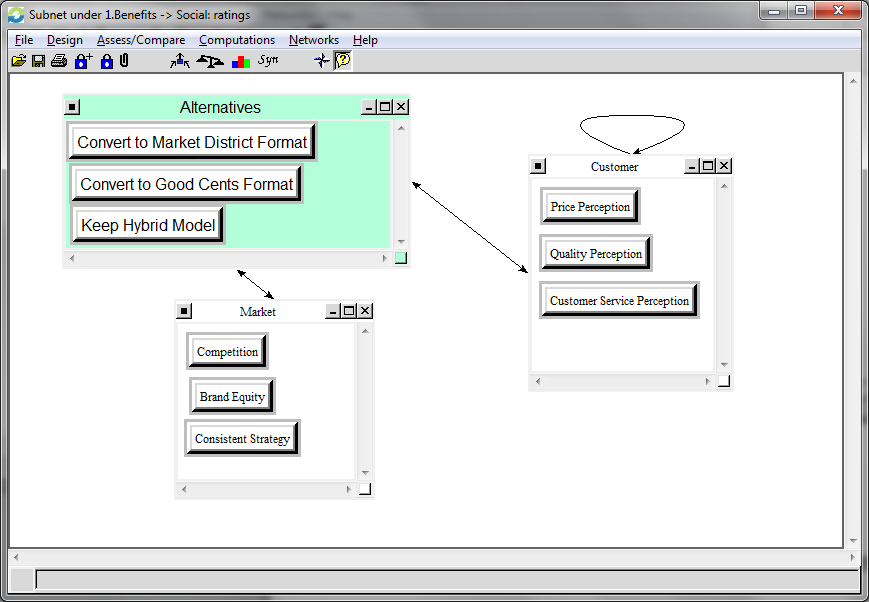 Subnet under 1.Benefits -> Social: ratings
File Design Assess/Compare Computations Networks Help
Syn
Alternatives
Convert to Market District Format
Convert to Good Cents Format
Keep Hybrid Model
Customer
Price Perception
Quality Perception
Customer Service Perception
Market
Competition
Brand Equity
Consistent Strategy